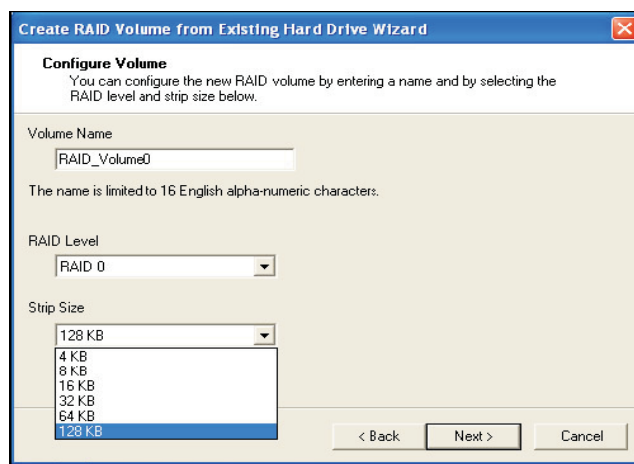 Create RAID Volume from Existing Hard Drive Wizard
Configure Volume
You can configure the new RAID volume by entering a name and by selecting the
RAID level and strip size below.
Volume Name
RAID_Volume0
The name is limited to 16 English alpha-numeric characters.
RAID Level
RAID 0
Strip Size
128 KB
4 KB
8 KB
16 KB
32 KB
64 KB
128 KB
< Back
Next >
Cancel